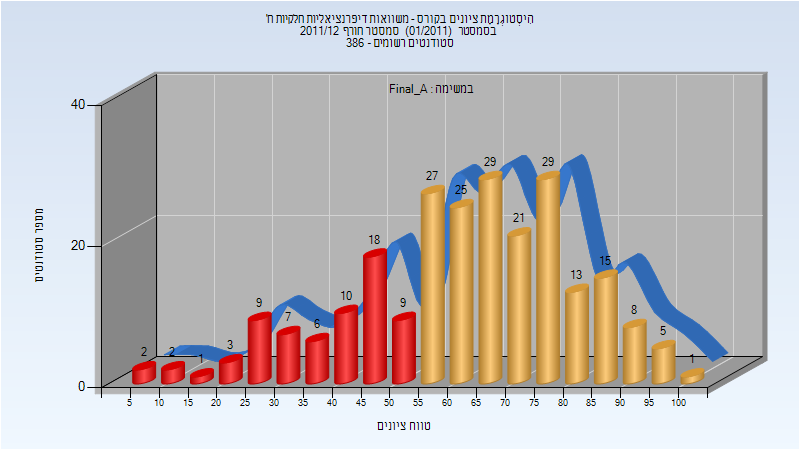 היִסטוֹגְרָמַת ציונים בקורס - משוואות דיפרנציאליות חלקיות ח'
בסמסטר (01/2011) סמסטר חורף 2011/12
סטודנטים רשומים - 386
במשימה : Final_A
מספר סטודנטים
40
20
0
2 2 1 3 9 7 6 10 18 9 27 25 29 21 29 13 15 8 5 1
5 10 15 20 25 30 35 40 45 50 55 60 65 70 75 80 85 90 95 100
טווח ציונים